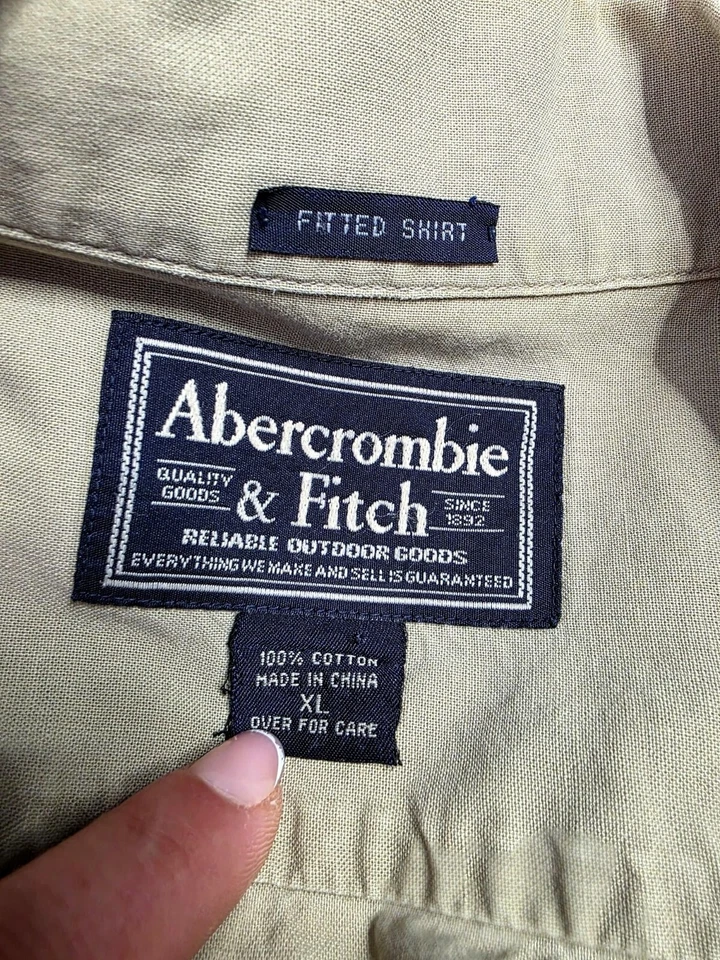 FITTED SHIRT
Abercrombie
QUALITY
GOODS
& Fitch
SINCE
1892
RELIABLE OUTDOOR GOODS
EVERYTHING WE MAKE AND SELL IS GUARANTEED
100% COTTON
MADE IN CHINA
XL
OVER FOR CARE